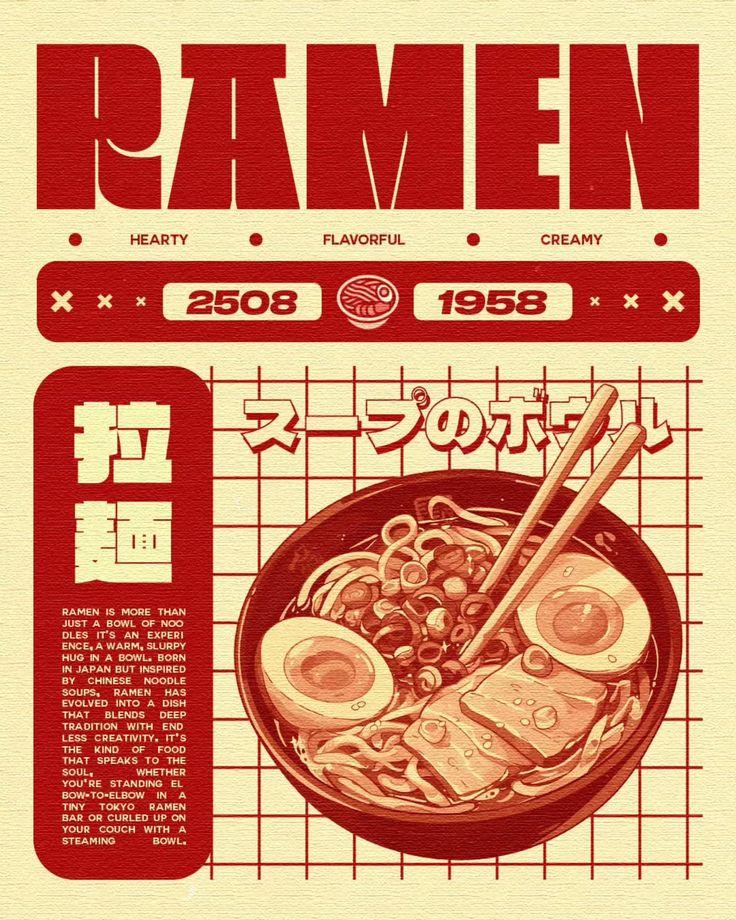 RAMEN
HEARTY FLAVORFUL CREAMY
2508 1958
拉
麺
スープのボウル
RAMEN IS MORE THAN
JUST A BOWL OF NOO
DLES IT'S AN EXPERI
ENCE, A WARM, SLURPY
HUG IN A BOWL. BORN
IN JAPAN BUT INSPIRED
BY CHINESE NOODLE
SOUPS, RAMEN HAS
EVOLVED INTO A DISH
THAT BLENDS DEEP
TRADITION WITH END
LESS CREATIVITY. IT'S
THE KIND OF FOOD
THAT SPEAKS TO THE
SOUL, WHETHER
YOU'RE STANDING EL
BOW-TO-ELBOW IN A
TINY TOKYO RAMEN
BAR OR CURLED UP ON
YOUR COUCH WITH A
STEAMING BOWL.